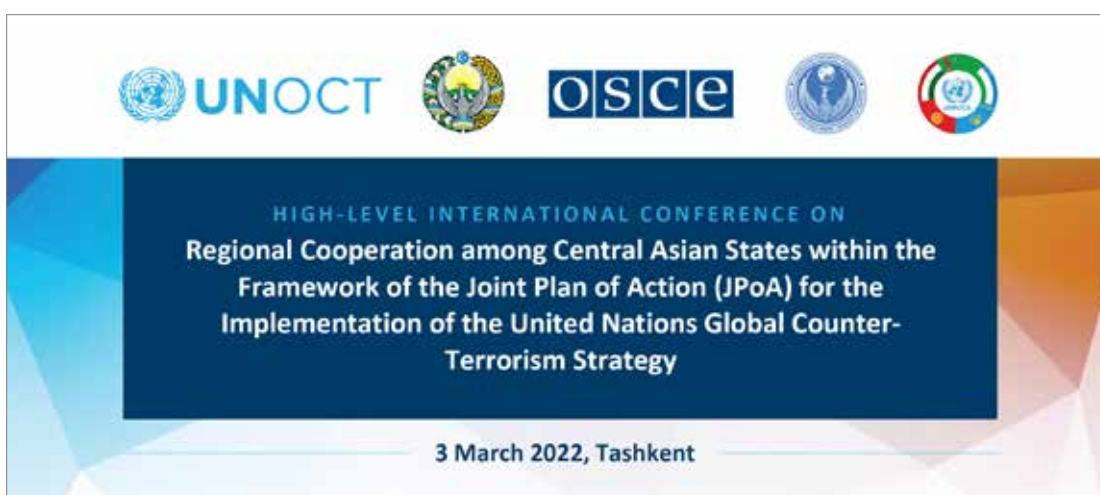 UNOCT
OSCE
HIGH-LEVEL INTERNATIONAL CONFERENCE ON
Regional Cooperation among Central Asian States within the
Framework of the Joint Plan of Action (JPoA) for the
Implementation of the United Nations Global Counter-
Terrorism Strategy
3 March 2022, Tashkent